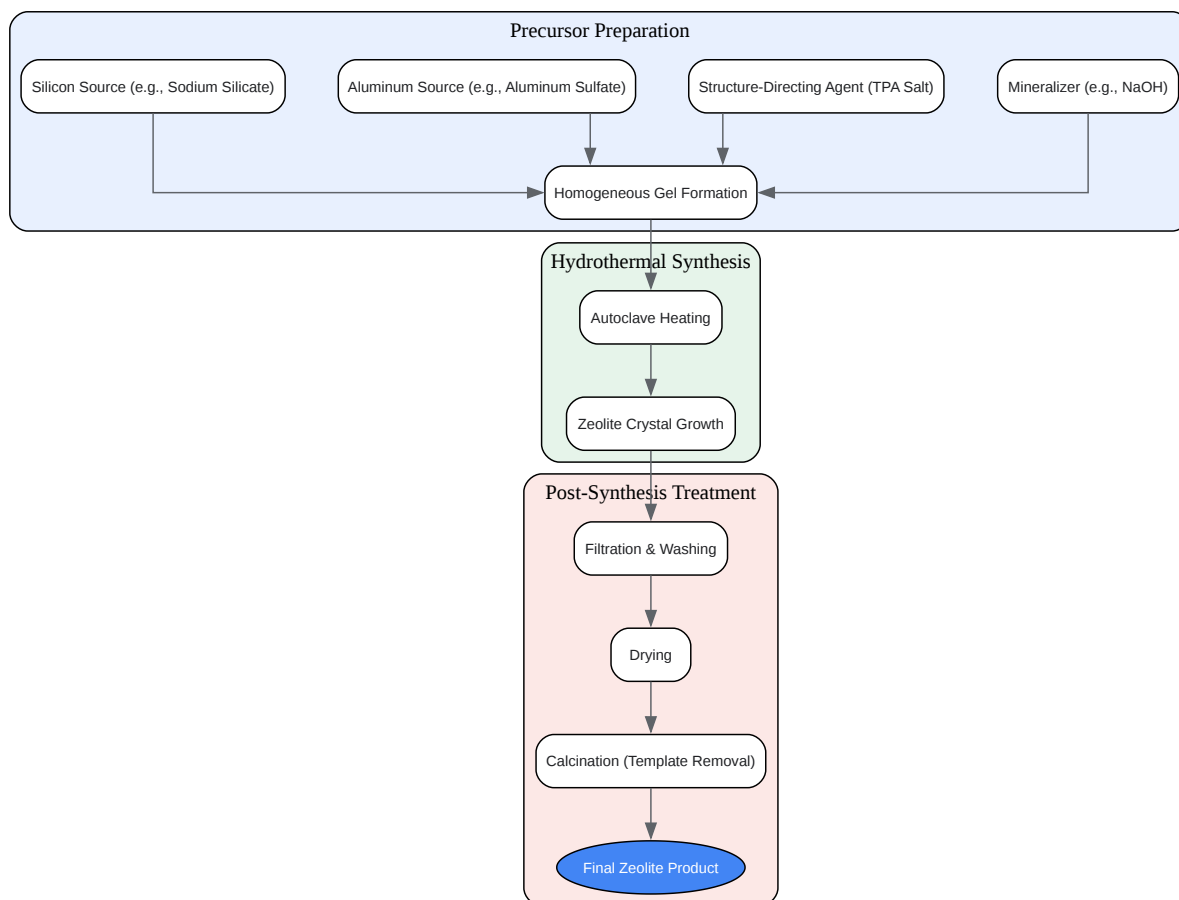 Precursor Preparation
Silicon Source (e.g., Sodium Silicate)
Aluminum Source (e.g., Aluminum Sulfate)
Structure-Directing Agent (TPA Salt)
Mineralizer (e.g., NaOH)
Homogeneous Gel Formation
Hydrothermal Synthesis
Autoclave Heating
Zeolite Crystal Growth
Post-Synthesis Treatment
Filtration & Washing
Drying
Calcination (Template Removal)
Final Zeolite Product